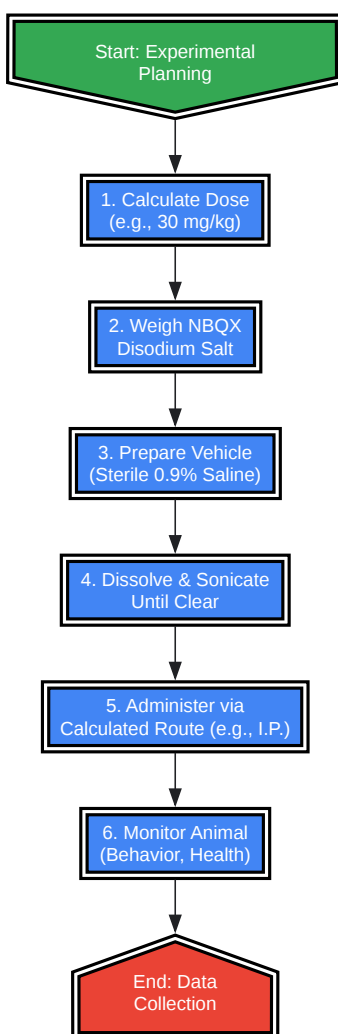 Start: Experimental
Planning
1. Calculate Dose
(e.g., 30 mg/kg)
2. Weigh NBQX
Disodium Salt
3. Prepare Vehicle
(Sterile 0.9% Saline)
4. Dissolve & Sonicate
Until Clear
5. Administer via
Calculated Route (e.g., I.P.)
6. Monitor Animal
(Behavior, Health)
End: Data
Collection